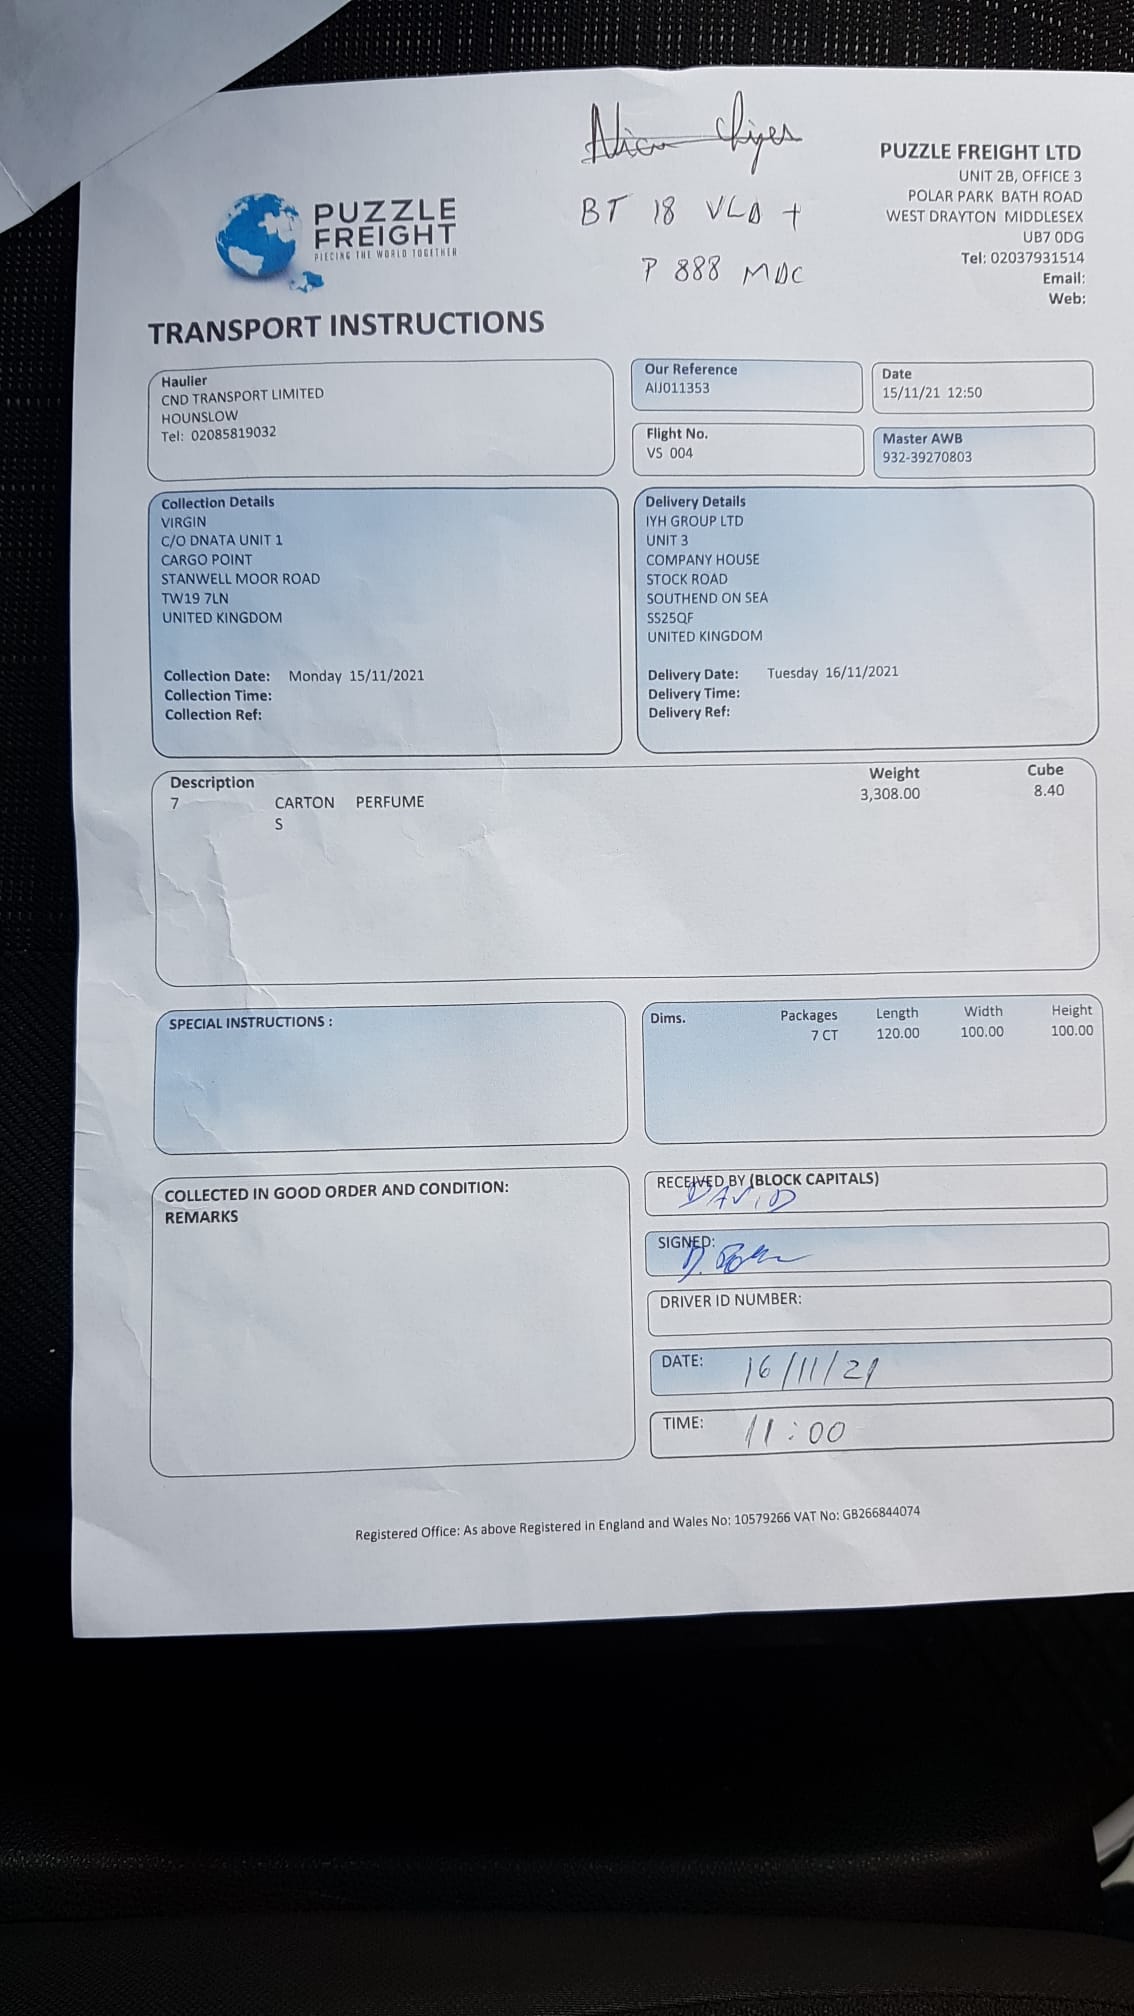 BT 18 VLA +
P 888 MDC
PUZZLE
FREIGHT
PIECING THE WORLD TOGETHER
PUZZLE FREIGHT LTD
UNIT 2B, OFFICE 3
POLAR PARK BATH ROAD
WEST DRAYTON MIDDLESEX
UB7 0DG
Tel: 02037931514
Email:
Web:
TRANSPORT INSTRUCTIONS
Haulier
CND TRANSPORT LIMITED
HOUNSLOW
Tel: 02085819032
Our Reference
AIJ011353
Date
15/11/21 12:50
Flight No.
VS 004
Master AWB
932-39270803
Collection Details
VIRGIN
C/O DNATA UNIT 1
CARGO POINT
STANWELL MOOR ROAD
TW19 7LN
UNITED KINGDOM
Collection Date: Monday 15/11/2021
Collection Time:
Collection Ref:
Delivery Details
IYH GROUP LTD
UNIT 3
COMPANY HOUSE
STOCK ROAD
SOUTHEND ON SEA
SS25QF
UNITED KINGDOM
Delivery Date: Tuesday 16/11/2021
Delivery Time:
Delivery Ref:
Description Weight Cube
7 CARTON PERFUME 3,308.00 8.40
S
SPECIAL INSTRUCTIONS :
Dims. Packages Length Width Height
7 CT 120.00 100.00 100.00
COLLECTED IN GOOD ORDER AND CONDITION:
REMARKS
RECEIVED BY (BLOCK CAPITALS)
DAVID
SIGNED:
DRIVER ID NUMBER:
DATE: 16/11/21
TIME: 11:00
Registered Office: As above Registered in England and Wales No: 10579266 VAT No: GB266844074